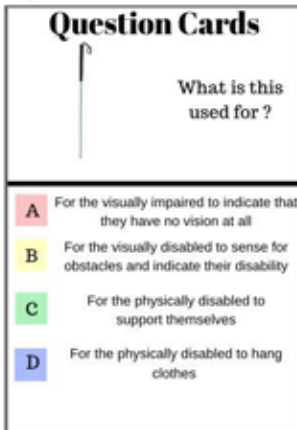 Question Cards
What is this
used for ?
A
For the visually impaired to indicate that
they have no vision at all
B
For the visually disabled to sense for
obstacles and indicate their disability
C
For the physically disabled to
support themselves
D
For the physically disabled to hang
clothes